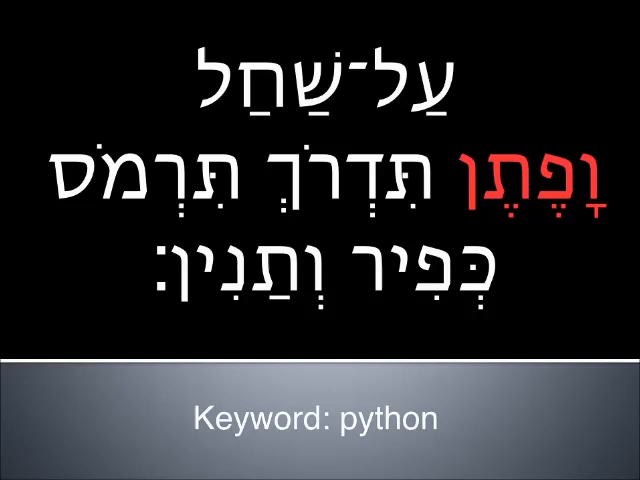 עַל־שַׁחַל
וָפֶתֶן תִּדְרֹךְ תִּרְמֹס
כְּפִיר וְתַנִּין׃
Keyword: python